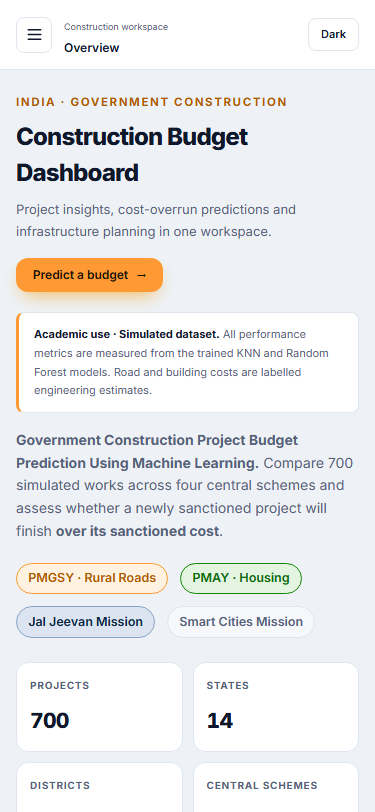 Construction workspace
Overview
Dark
INDIA · GOVERNMENT CONSTRUCTION
Construction Budget
Dashboard
Project insights, cost-overrun predictions and
infrastructure planning in one workspace.
Predict a budget →
Academic use · Simulated dataset. All performance
metrics are measured from the trained KNN and Random
Forest models. Road and building costs are labelled
engineering estimates.
Government Construction Project Budget
Prediction Using Machine Learning. Compare 700
simulated works across four central schemes and
assess whether a newly sanctioned project will
finish over its sanctioned cost.
PMGSY · Rural Roads
PMAY · Housing
Jal Jeevan Mission
Smart Cities Mission
PROJECTS
STATES
700
14
DISTRICTS
CENTRAL SCHEMES